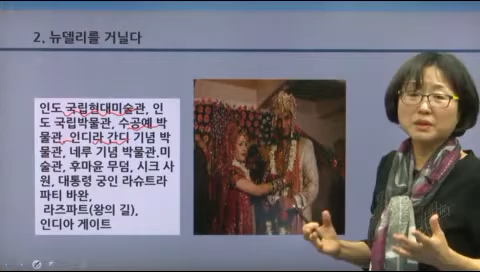 2. 뉴델리를 거닐다
인도 국립현대미술관, 인
도 국립박물관, 수공예 박
물관, 인디라 간디 기념 박
물관, 네루 기념 박물관,미
술관, 후마윤 무덤, 시크 사
원, 대통령 궁인 라슈트라
파티 바완,
라즈파트(왕의 길),
인디아 게이트